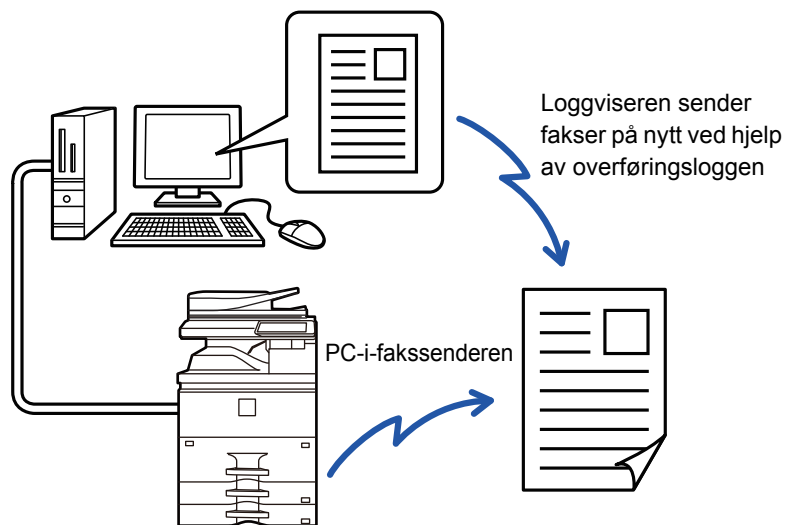 Loggviseren sender
fakser på nytt ved hjelp
av overføringsloggen
PC-i-fakssenderen